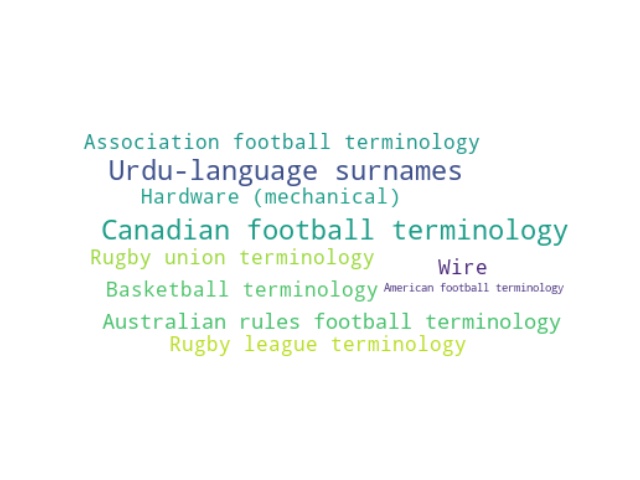 Association football terminology
Urdu-language surnames
Hardware (mechanical)
Canadian football terminology
Rugby union terminology
Wire
Basketball terminology
American football terminology
Australian rules football terminology
Rugby league terminology